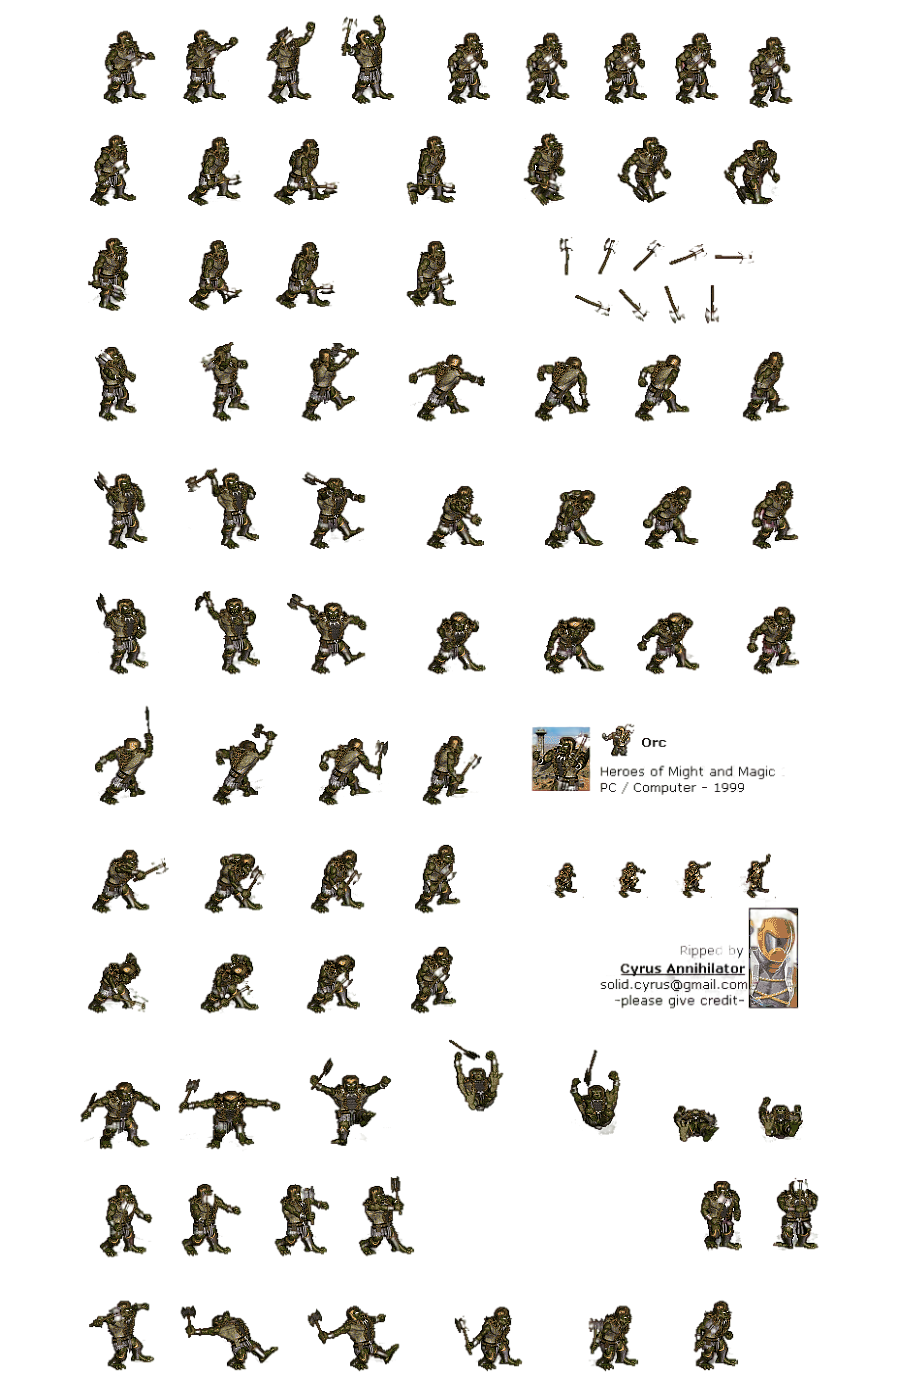 Orc
Heroes of Might and Magic
PC / Computer - 1999
Ripped by
Cyrus Annihilator
solid.cyrus@gmail.com
~please give credit~